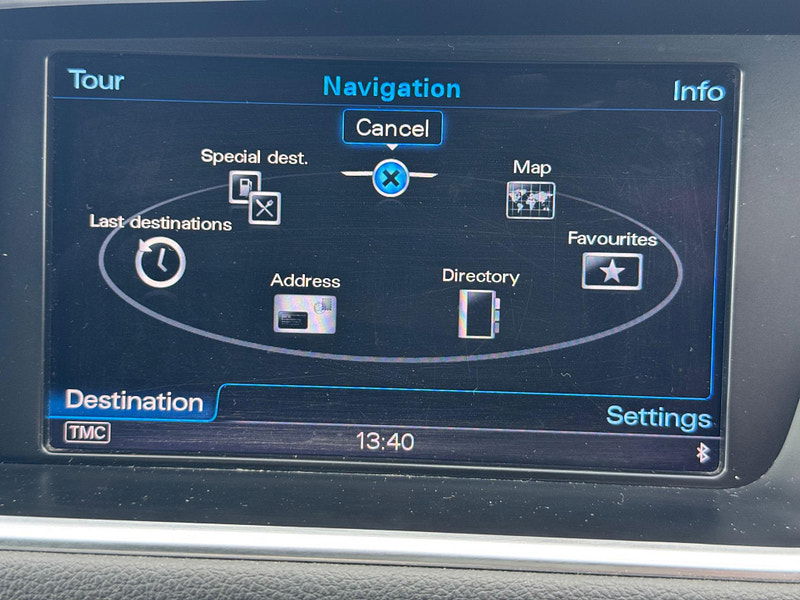 Tour
Navigation
Info
Cancel
Special dest.
Map
Last destinations
Favourites
Address
Directory
Destination
Settings
TMC
13:40